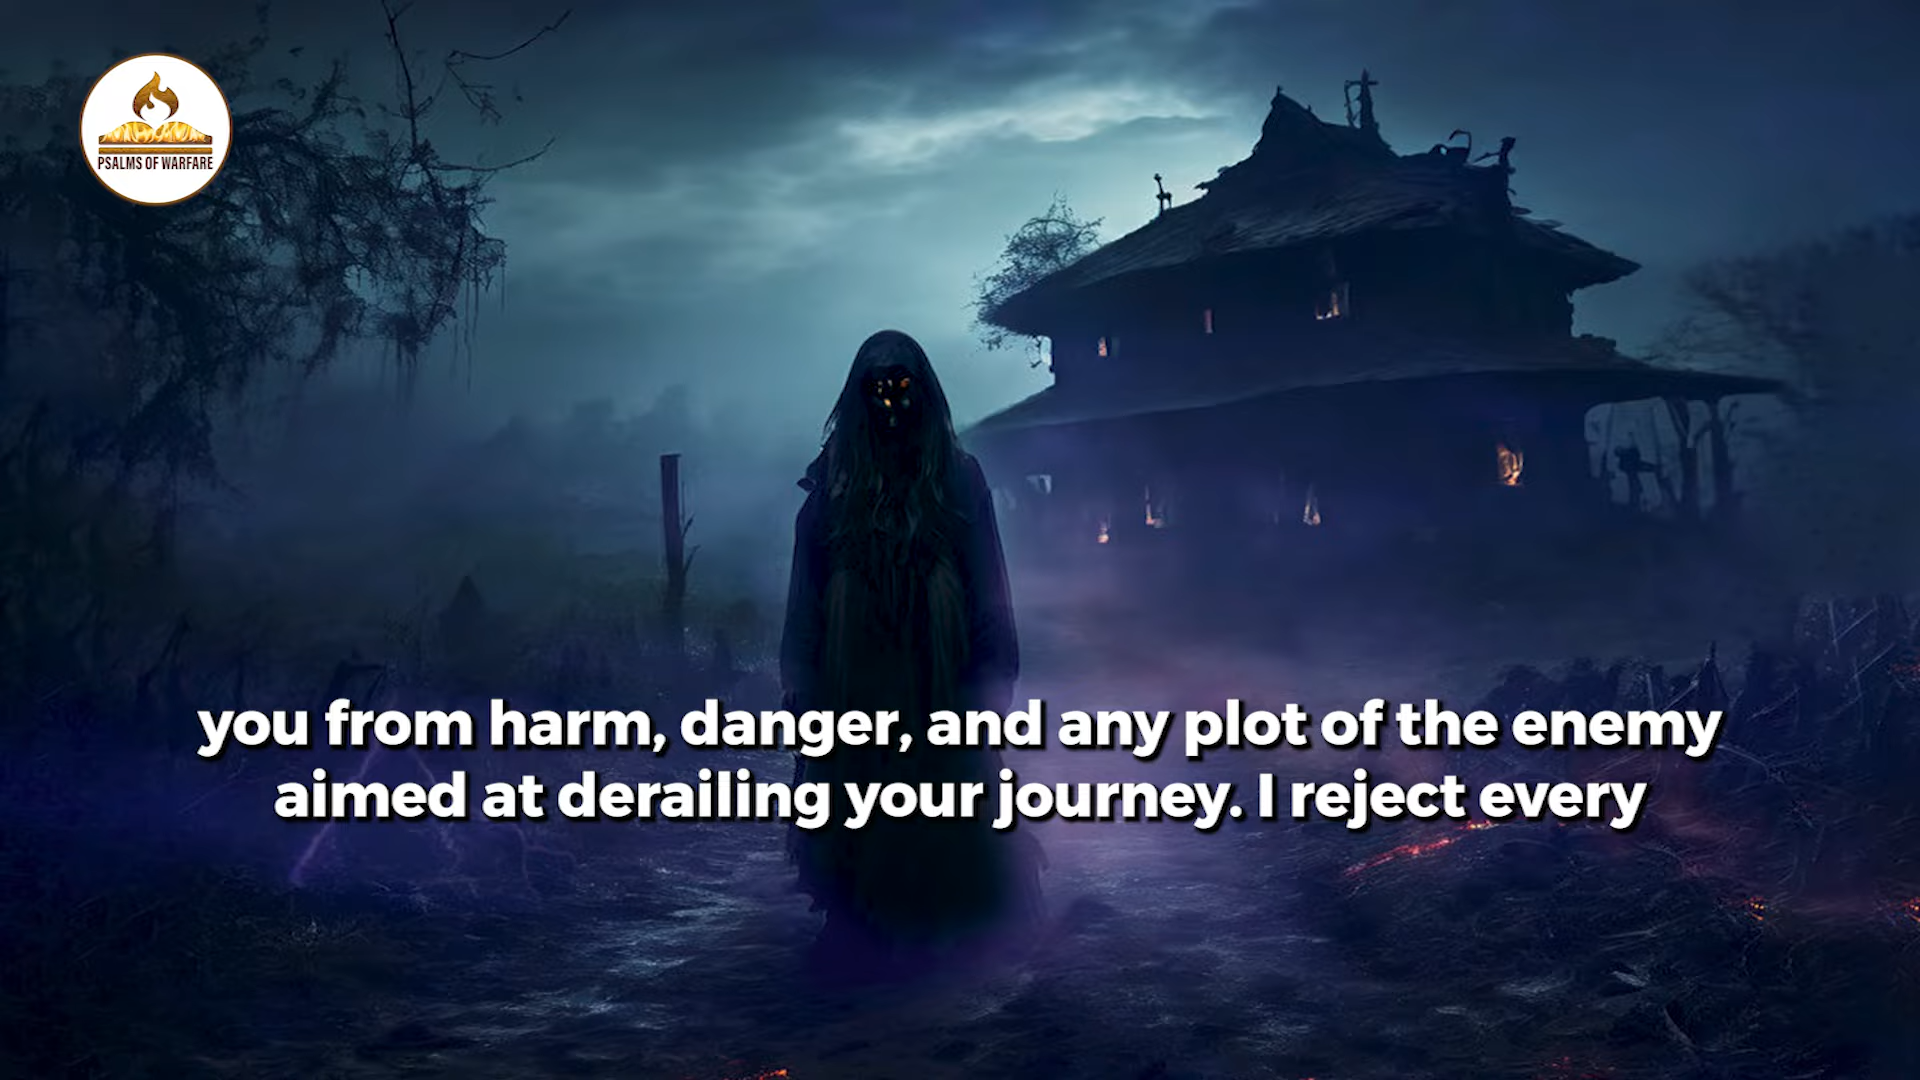 PSALMS OF WARFARE
you from harm, danger, and any plot of the enemy
aimed at derailing your journey. I reject every